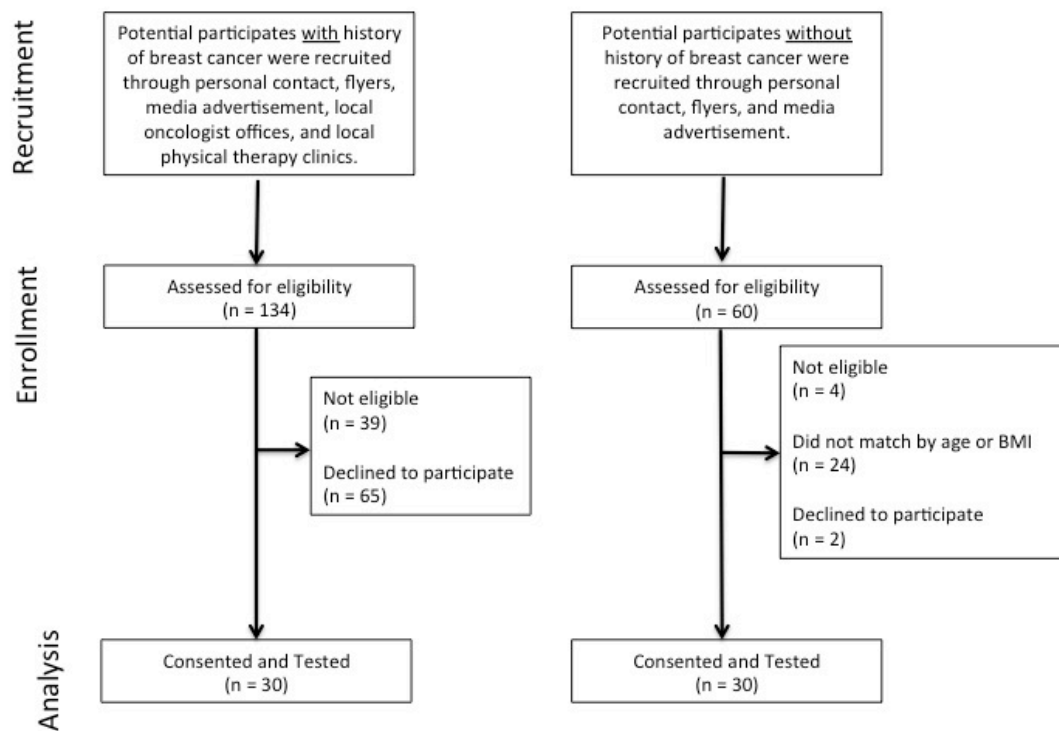 Recruitment
Potential participates with history
of breast cancer were recruited
through personal contact, flyers,
media advertisement, local
oncologist offices, and local
physical therapy clinics.
Potential participates without
history of breast cancer were
recruited through personal
contact, flyers, and media
advertisement.
Enrollment
Assessed for eligibility
(n = 134)
Assessed for eligibility
(n = 60)
Not eligible
(n = 39)
Declined to participate
(n = 65)
Not eligible
(n = 4)
Did not match by age or BMI
(n = 24)
Declined to participate
(n = 2)
Analysis
Consented and Tested
(n = 30)
Consented and Tested
(n = 30)